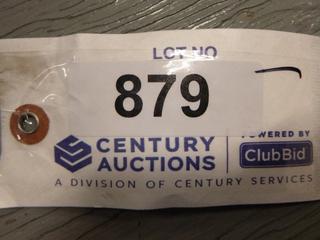 LOT NO
879
CENTURY
AUCTIONS
POWERED BY
ClubBid
A DIVISION OF CENTURY SERVICES